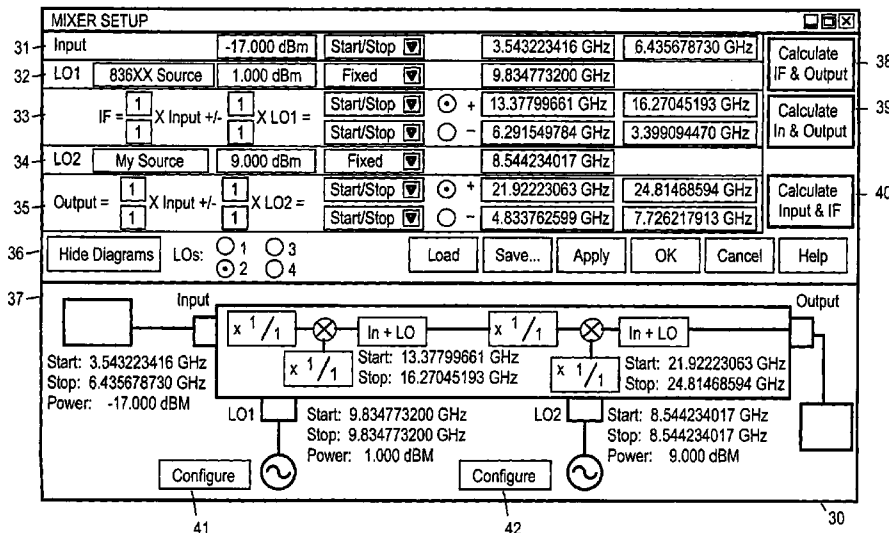 MIXER SETUP
31 Input -17.000 dBm Start/Stop 3.543223416 GHz 6.435678730 GHz Calculate IF & Output 38
32 LO1 836XX Source 1.000 dBm Fixed 9.834773200 GHz
33 IF = 1 1 X Input +/- 1 1 X LO1 = Start/Stop + 13.37799661 GHz 16.27045193 GHz Calculate In & Output 39
Start/Stop - 6.291549784 GHz 3.399094470 GHz
34 LO2 My Source 9.000 dBm Fixed 8.544234017 GHz
35 Output = 1 1 X Input +/- 1 1 X LO2 = Start/Stop + 21.92223063 GHz 24.81468594 GHz Calculate Input & IF 40
Start/Stop - 4.833762599 GHz 7.726217913 GHz
36 Hide Diagrams LOs: 1 3 Load Save... Apply OK Cancel Help
2 4
37 Input Output
x 1/1 In + LO x 1/1 In + LO
x 1/1 Start: 13.37799661 GHz x 1/1 Start: 21.92223063 GHz
Stop: 16.27045193 GHz Stop: 24.81468594 GHz
Start: 3.543223416 GHz
Stop: 6.435678730 GHz
Power: -17.000 dBM
LO1 Start: 9.834773200 GHz LO2 Start: 8.544234017 GHz
Stop: 9.834773200 GHz Stop: 8.544234017 GHz
Power: 1.000 dBM Power: 9.000 dBM
Configure Configure
41 42 30